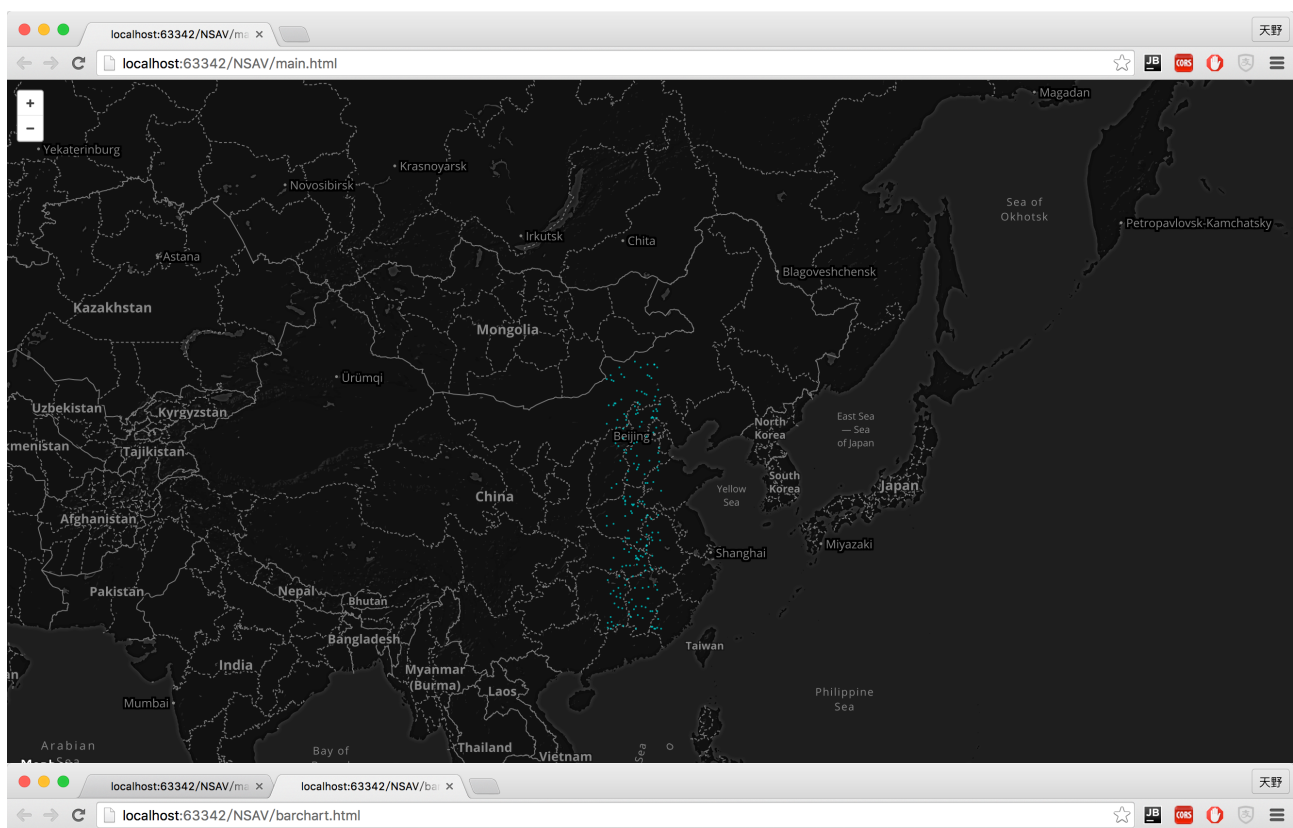 localhost:63342/NSAV/ma
天野
localhost:63342/NSAV/main.html
JB
CORS
+
−
Magadan
Yekaterinburg
Krasnoyarsk
Novosibirsk
Sea of
Okhotsk
Petropavlovsk-Kamchatsky
Irkutsk
Chita
Astana
Blagoveshchensk
Kazakhstan
Mongolia
Ürümqi
Uzbekistan
Kyrgyzstan
East Sea
— Sea
of Japan
North
Korea
Beijing
kmenistan
Tajikistan
South
Korea
Japan
China
Yellow
Sea
Afghanistan
Shanghai
Miyazaki
Pakistan
Nepal
Bhutan
Bangladesh
Taiwan
India
Myanmar
(Burma)
Laos
an
Mumbai
Philippine
Sea
Arabian
Sea
Bay of
Thailand
Vietnam
Sea
localhost:63342/NSAV/ma
localhost:63342/NSAV/bar
天野
localhost:63342/NSAV/barchart.html
JB
CORS